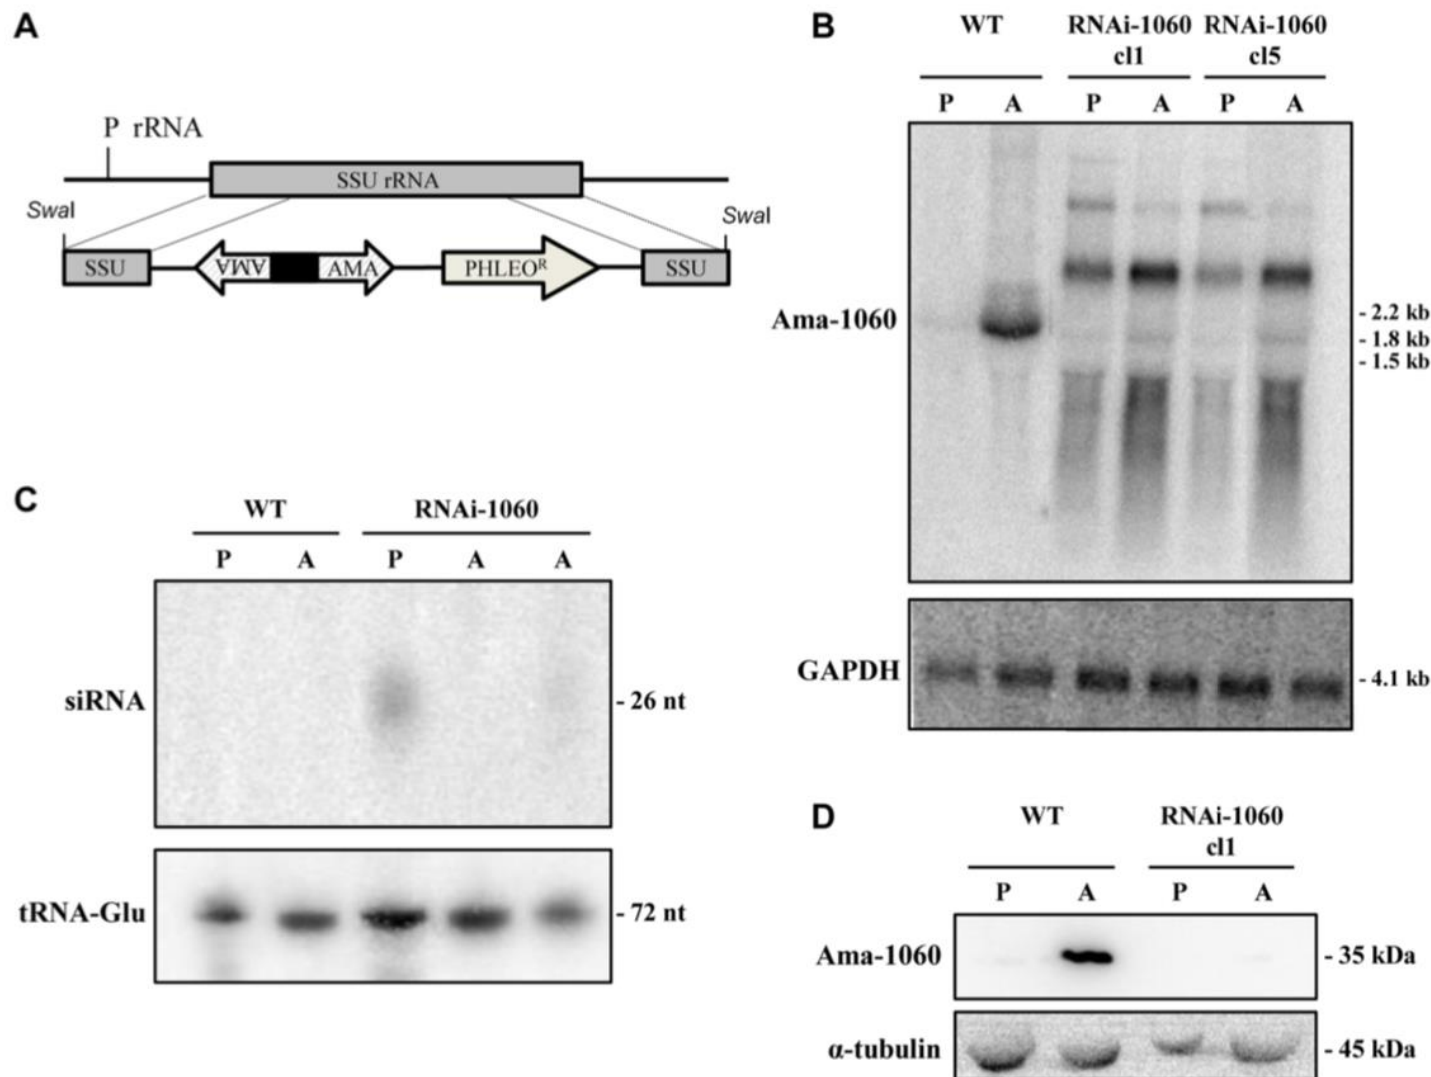 A
P rRNA
SSU rRNA
SwaI
SwaI
SSU
AMA
AMA
PHLEOᴿ
SSU
B
WT
RNAi-1060
cl1
RNAi-1060
cl5
P A P A P A
Ama-1060
- 2.2 kb
- 1.8 kb
- 1.5 kb
GAPDH
- 4.1 kb
C
WT
RNAi-1060
P A P A A
siRNA
- 26 nt
tRNA-Glu
- 72 nt
D
WT
RNAi-1060
cl1
P A P A
Ama-1060
- 35 kDa
α-tubulin
- 45 kDa